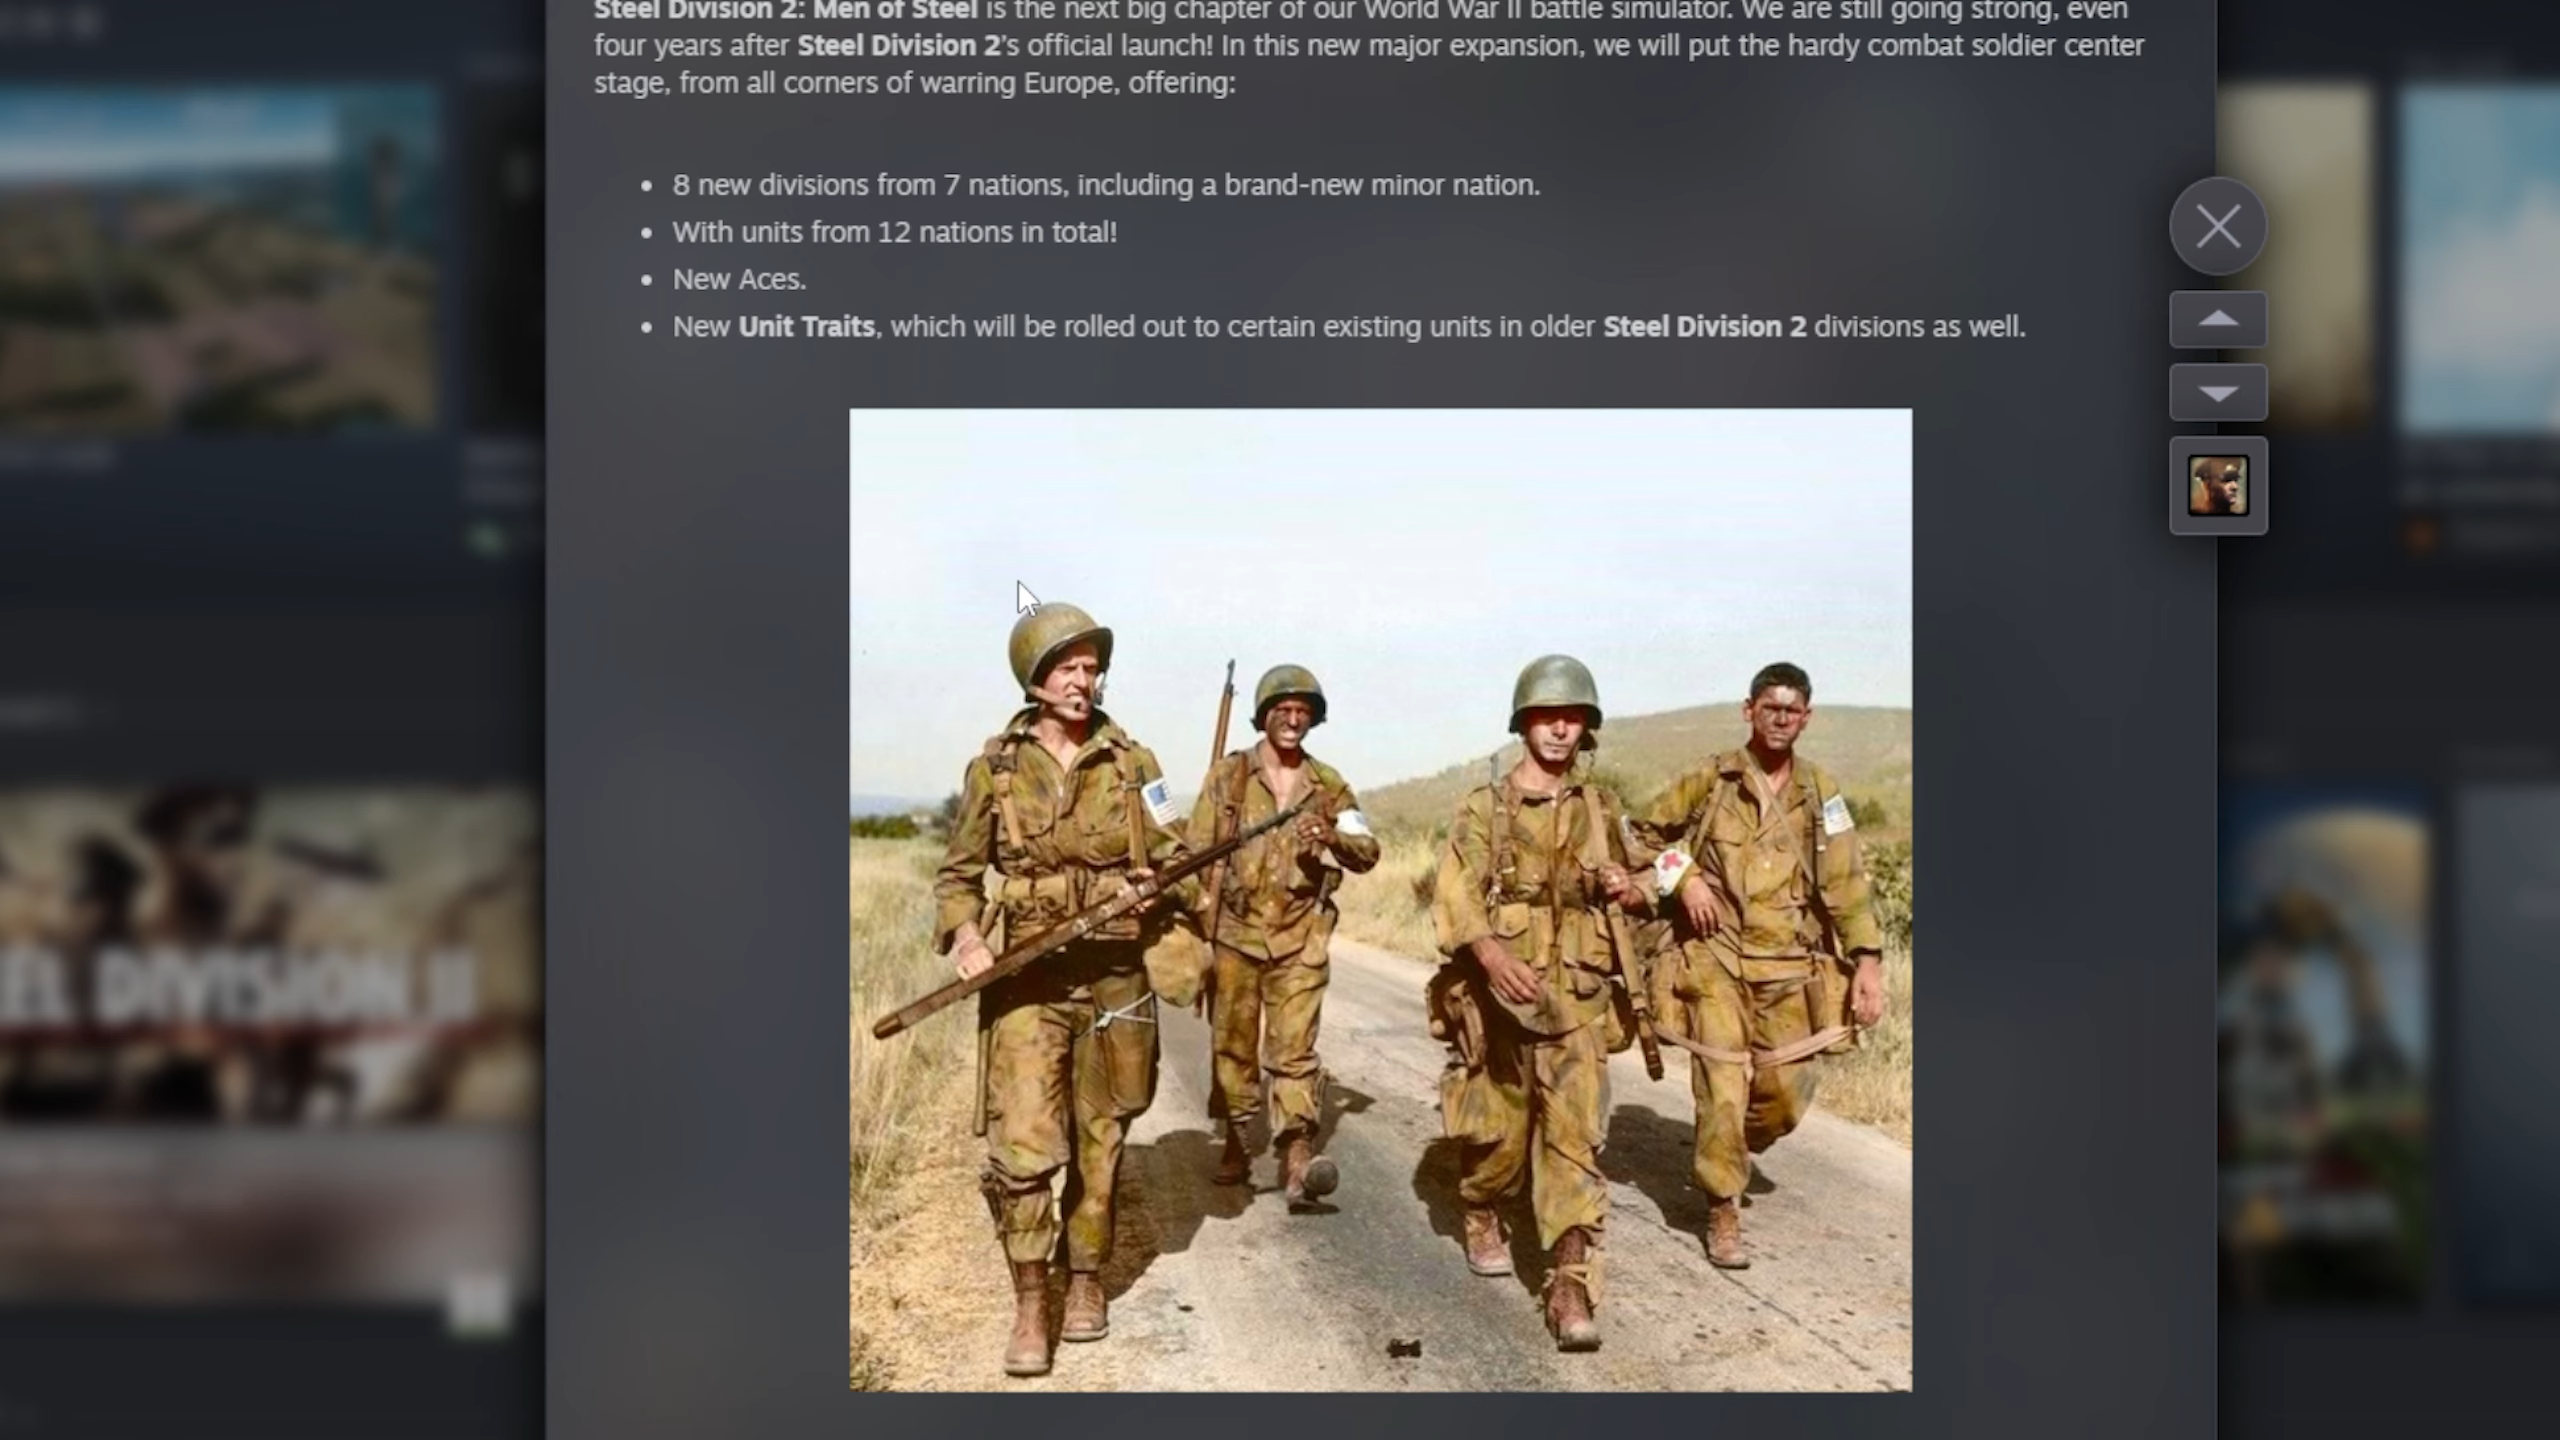 Steel Division 2: Men of Steel is the next big chapter of our World War II battle simulator. We are still going strong, even
four years after Steel Division 2's official launch! In this new major expansion, we will put the hardy combat soldier center
stage, from all corners of warring Europe, offering:
• 8 new divisions from 7 nations, including a brand-new minor nation.
• With units from 12 nations in total!
• New Aces.
• New Unit Traits, which will be rolled out to certain existing units in older Steel Division 2 divisions as well.
EL DIVISION II